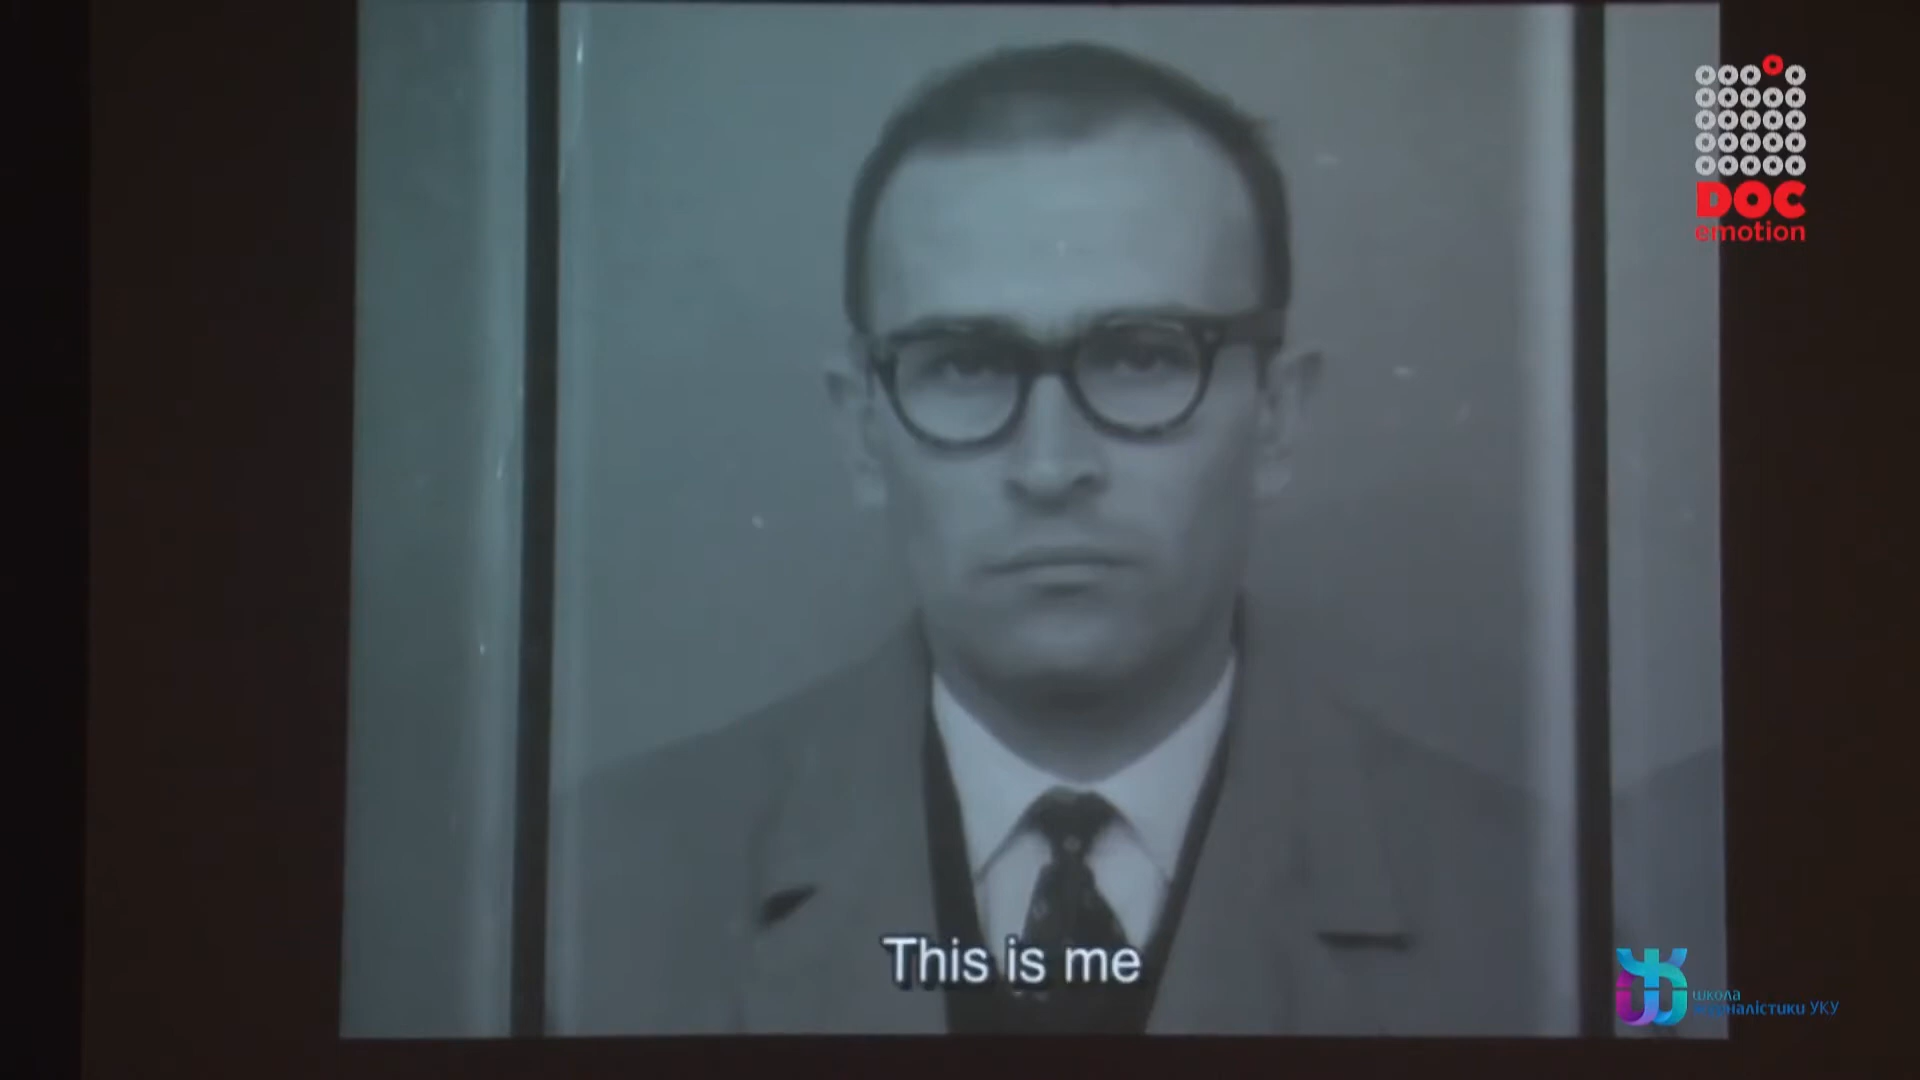 DOC
emotion
This is me
школа
журналістики УКУ